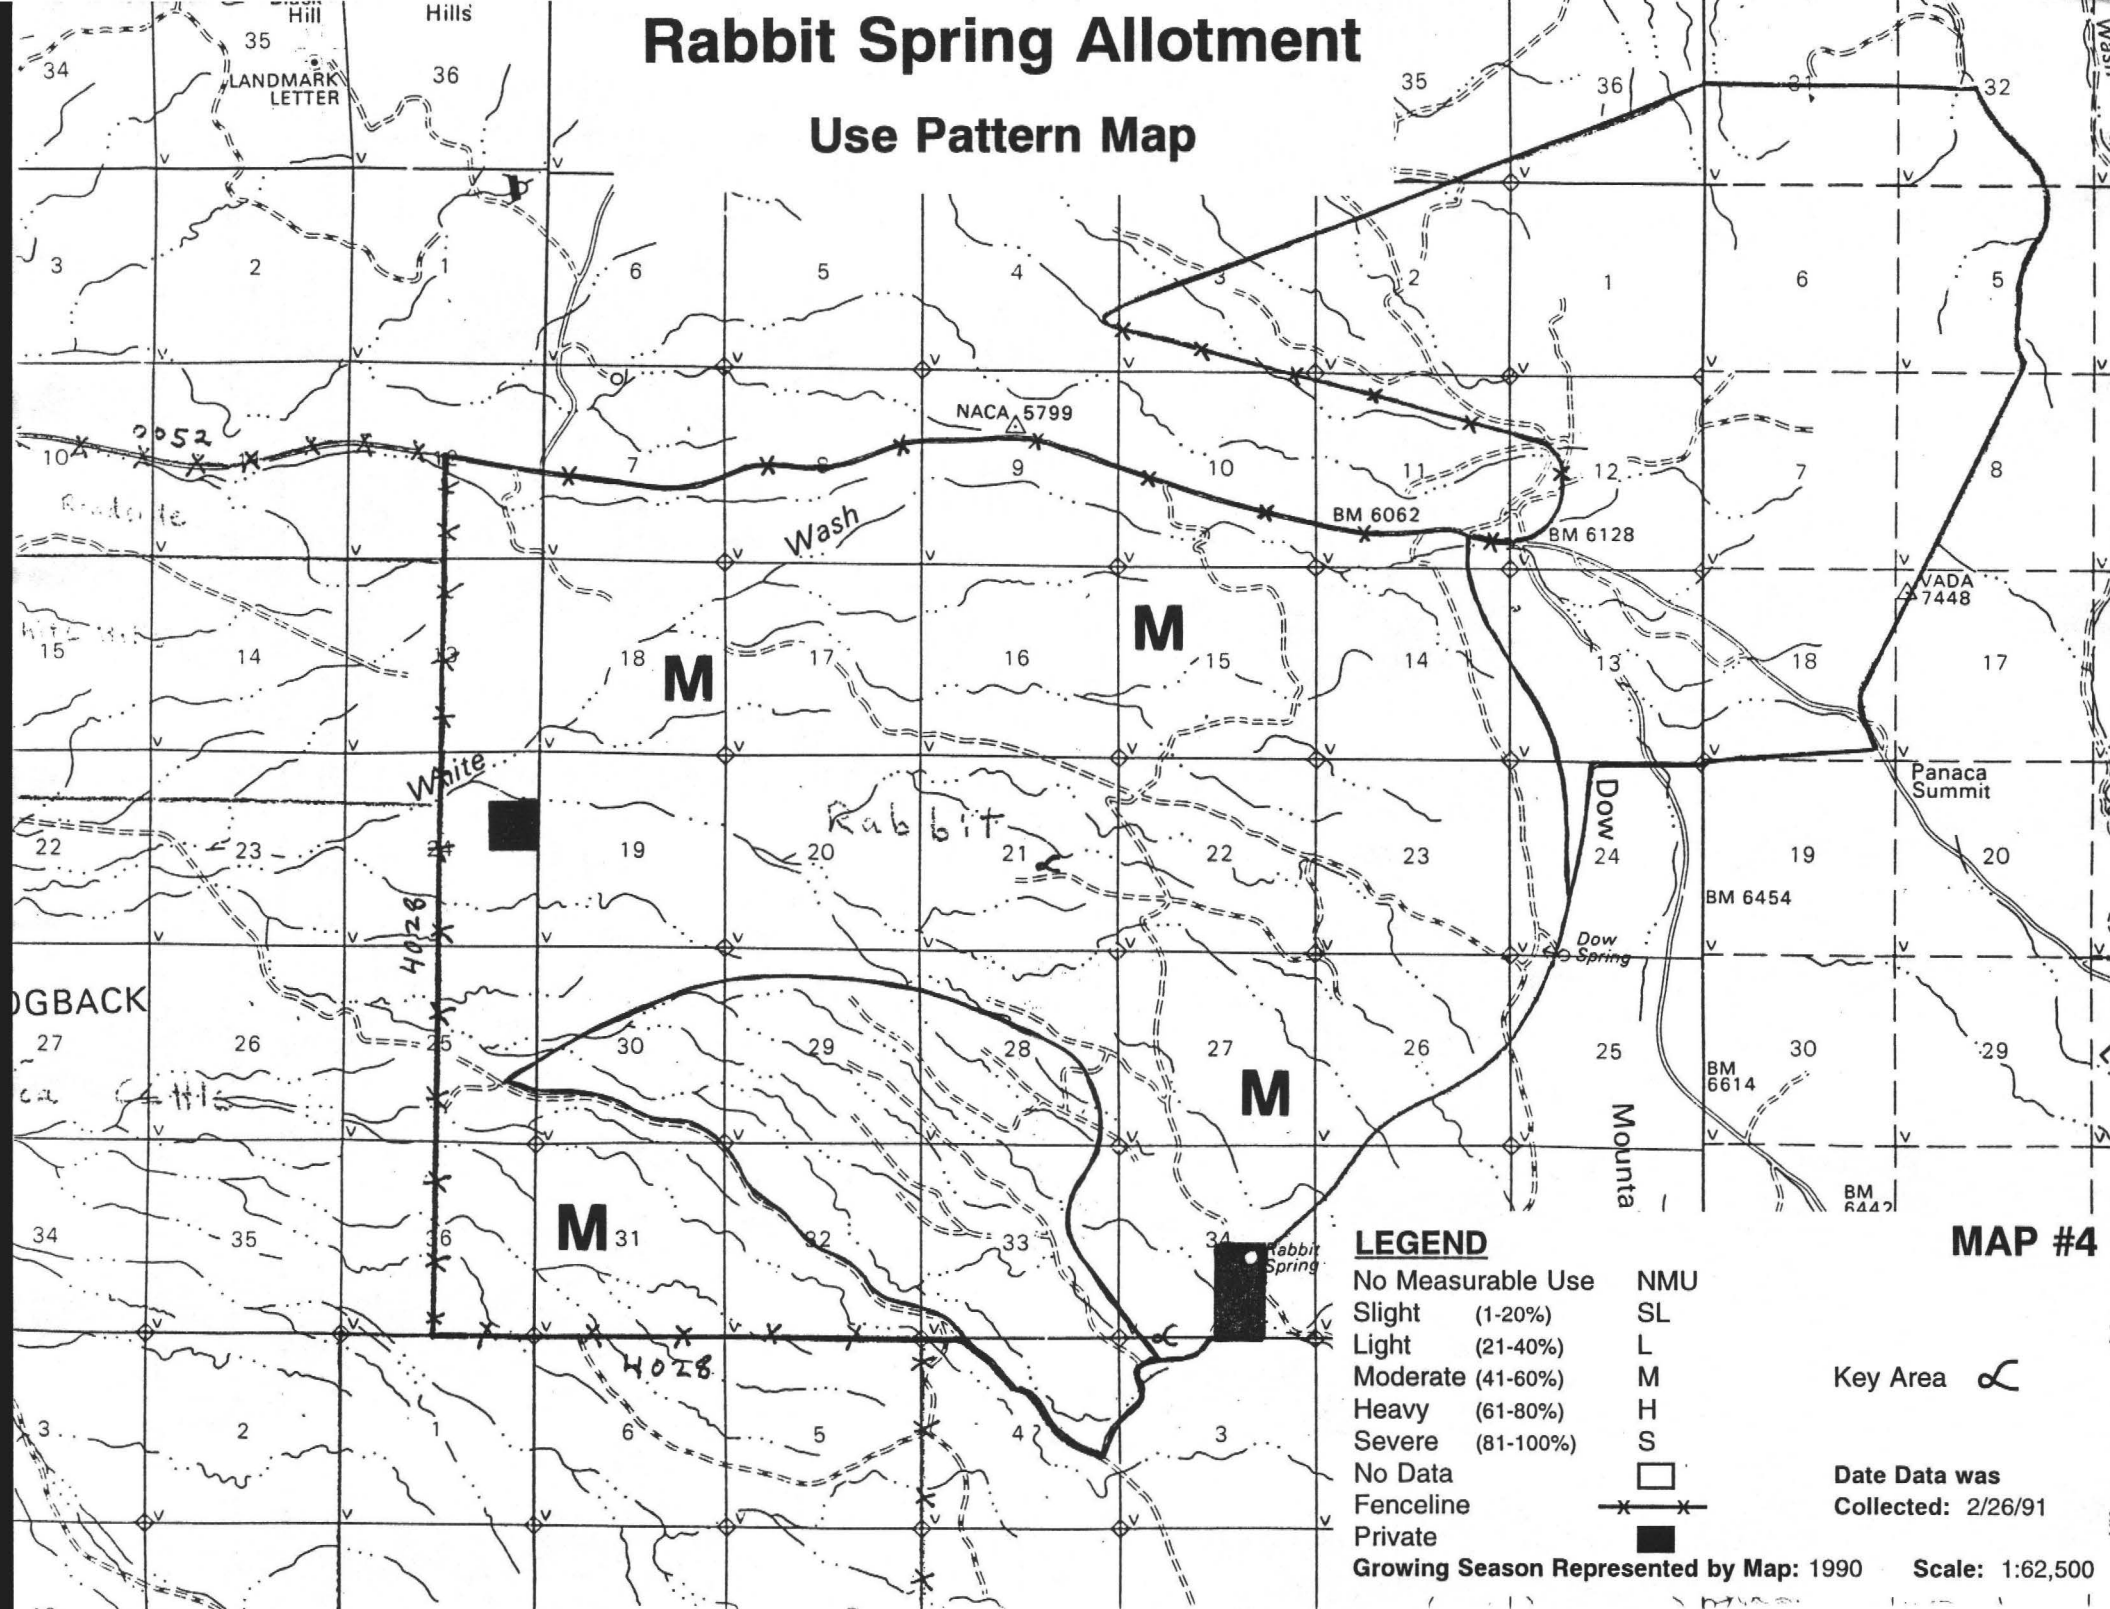 Rabbit Spring Allotment
Use Pattern Map
Hill
Hills
34
35
36
LANDMARK
LETTER
35
36
31
32
3
2
1
6
5
4
3
2
1
6
5
NACA 5799
10
7
8
9
10
11
12
7
8
Wash
BM 6062
BM 6128
VADA
7448
15
14
13
18
17
16
15
14
13
18
17
M
M
White
Panaca
Summit
Dow
Rabbit
22
23
24
19
20
21
22
23
24
19
20
4028
BM 6454
Dow
Spring
OGBACK
27
26
25
30
29
28
27
26
25
30
29
BM
6614
M
Mounta
BM
6442
34
35
36
M
31
32
33
34
Rabbit
Spring
4028
3
2
1
6
5
4
3
MAP #4
LEGEND
No Measurable Use NMU
Slight (1-20%) SL
Light (21-40%) L
Moderate (41-60%) M
Heavy (61-80%) H
Severe (81-100%) S
No Data
Fenceline
Private
Key Area
Date Data was
Collected: 2/26/91
Growing Season Represented by Map: 1990 Scale: 1:62,500